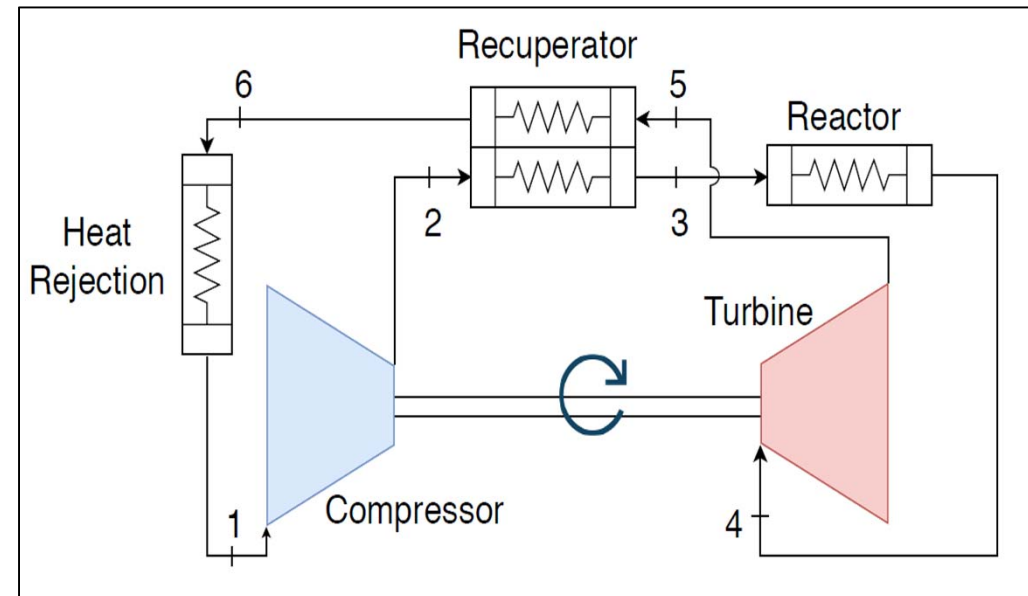 Recuperator
6
5
Reactor
2
3
Heat
Rejection
Turbine
Compressor
1
4